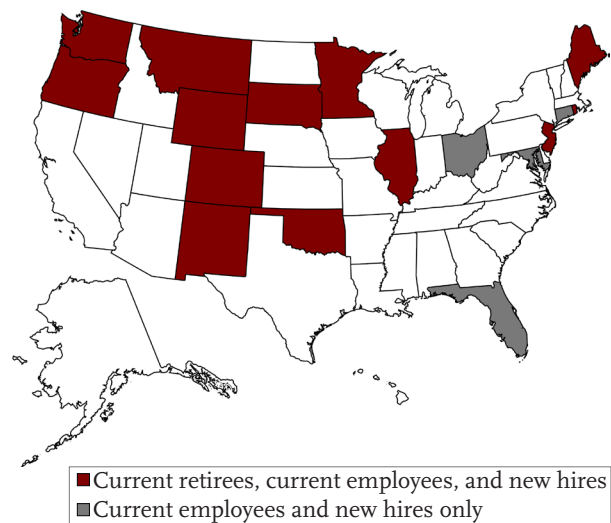 Current retirees, current employees, and new hires
Current employees and new hires only